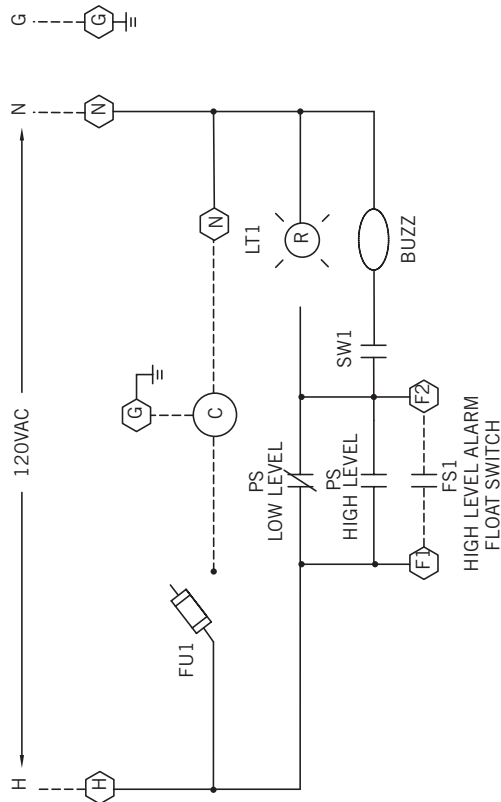 H
120VAC
N
G
H
N
G
FU1
G
C
N
PS
LOW LEVEL
LT1
R
PS
HIGH LEVEL
SW1
BUZZ
F1
F2
FS1
HIGH LEVEL ALARM
FLOAT SWITCH